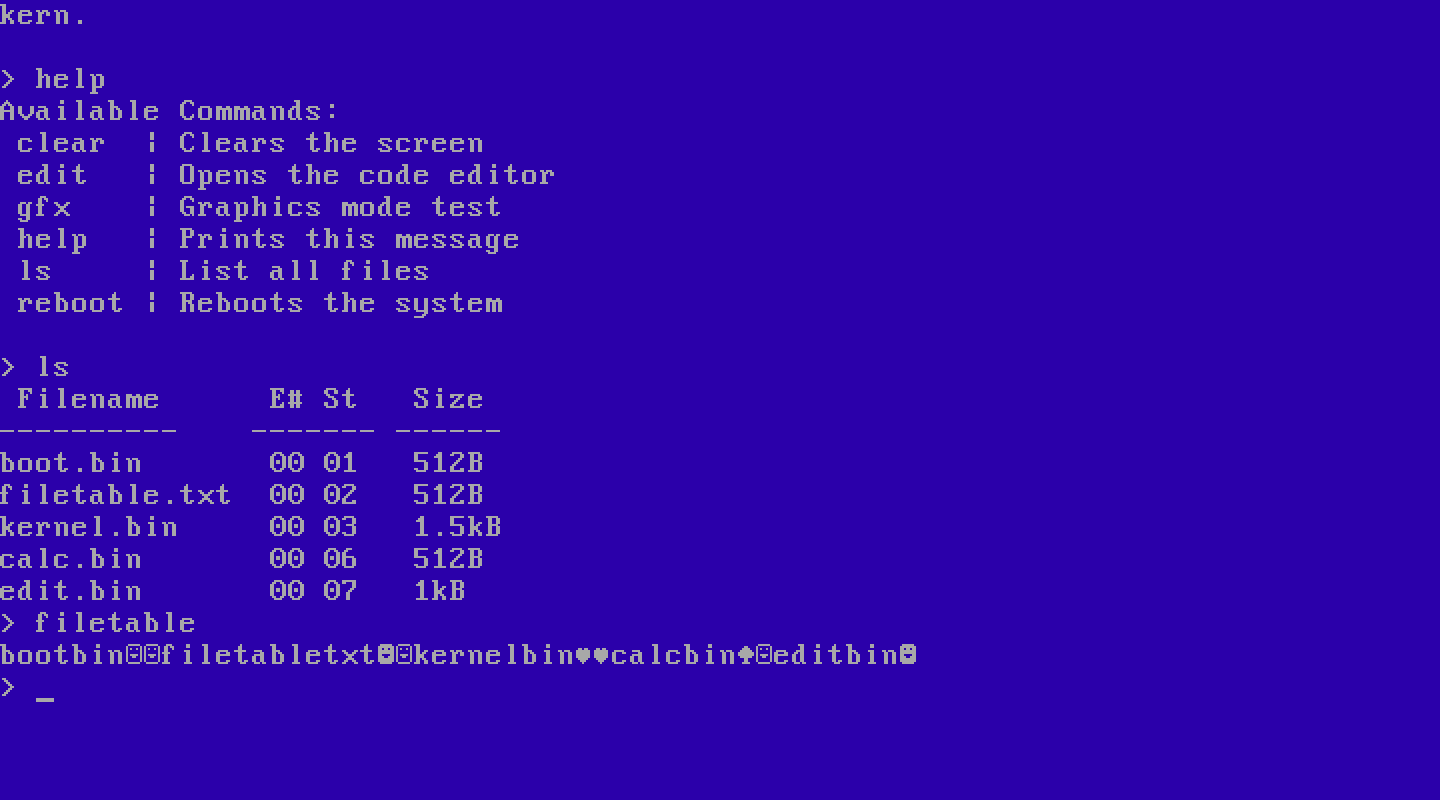 kern.
> help
Available Commands:
 clear  ¦ Clears the screen
 edit   ¦ Opens the code editor
 gfx    ¦ Graphics mode test
 help   ¦ Prints this message
 ls     ¦ List all files
 reboot ¦ Reboots the system
> ls
 Filename      E# St   Size
----------    ------- ------
boot.bin       00 01   512B
filetable.txt  00 02   512B
kernel.bin     00 03   1.5kB
calc.bin       00 06   512B
edit.bin       00 07   1kB
> filetable
bootbin☺☺filetabletxt☻☺kernelbin♥♥calcbin♠☺editbin☻
> _